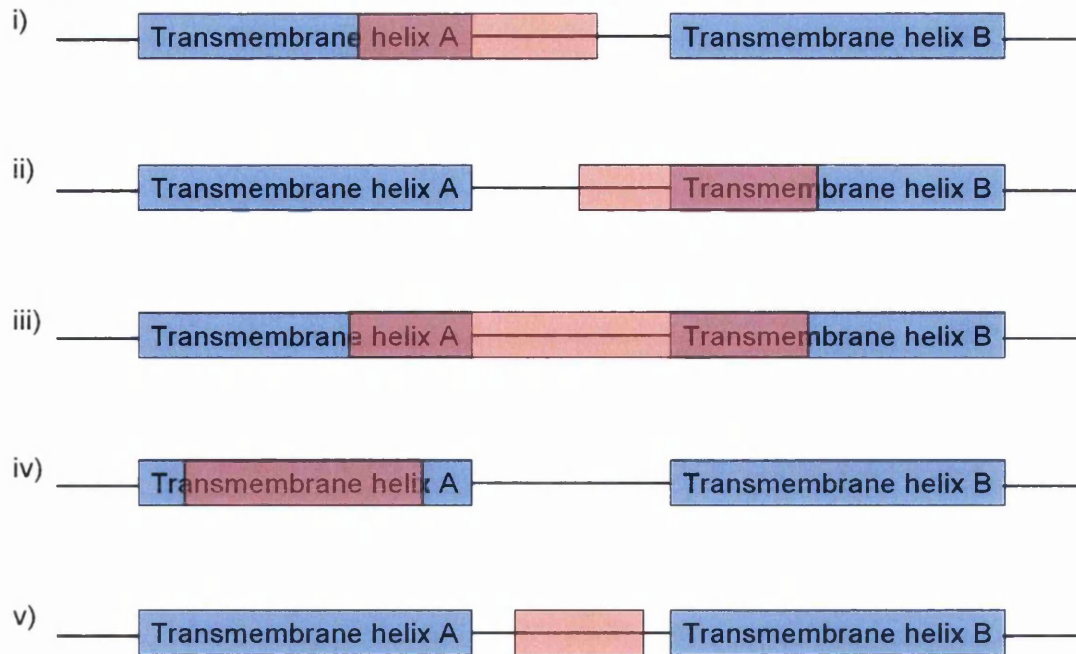 i) Transmembrane helix A Transmembrane helix B
ii) Transmembrane helix A Transmembrane helix B
iii) Transmembrane helix A Transmembrane helix B
iv) Transmembrane helix A Transmembrane helix B
v) Transmembrane helix A Transmembrane helix B